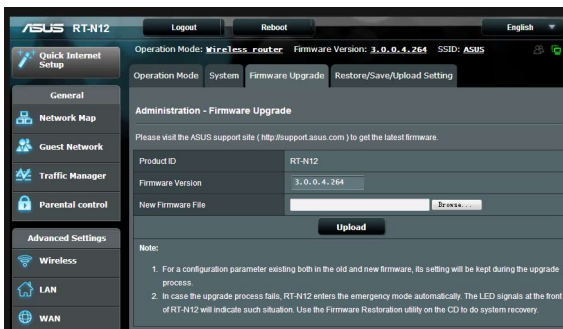 ASUS RT-N12
Logout
Reboot
English
Operation Mode: Wireless router Firmware Version: 3.0.0.4.264 SSID: ASUS
Quick Internet
Setup
Operation Mode
System
Firmware Upgrade
Restore/Save/Upload Setting
General
Network Map
Guest Network
Traffic Manager
Parental control
Advanced Settings
Wireless
LAN
WAN
Administration - Firmware Upgrade
Please visit the ASUS support site ( http://support.asus.com ) to get the latest firmware.
Product ID RT-N12
Firmware Version 3.0.0.4.264
New Firmware File Browse...
Upload
Note:
1. For a configuration parameter existing both in the old and new firmware, its setting will be kept during the upgrade
process.
2. In case the upgrade process fails, RT-N12 enters the emergency mode automatically. The LED signals at the front
of RT-N12 will indicate such situation. Use the Firmware Restoration utility on the CD to do system recovery.